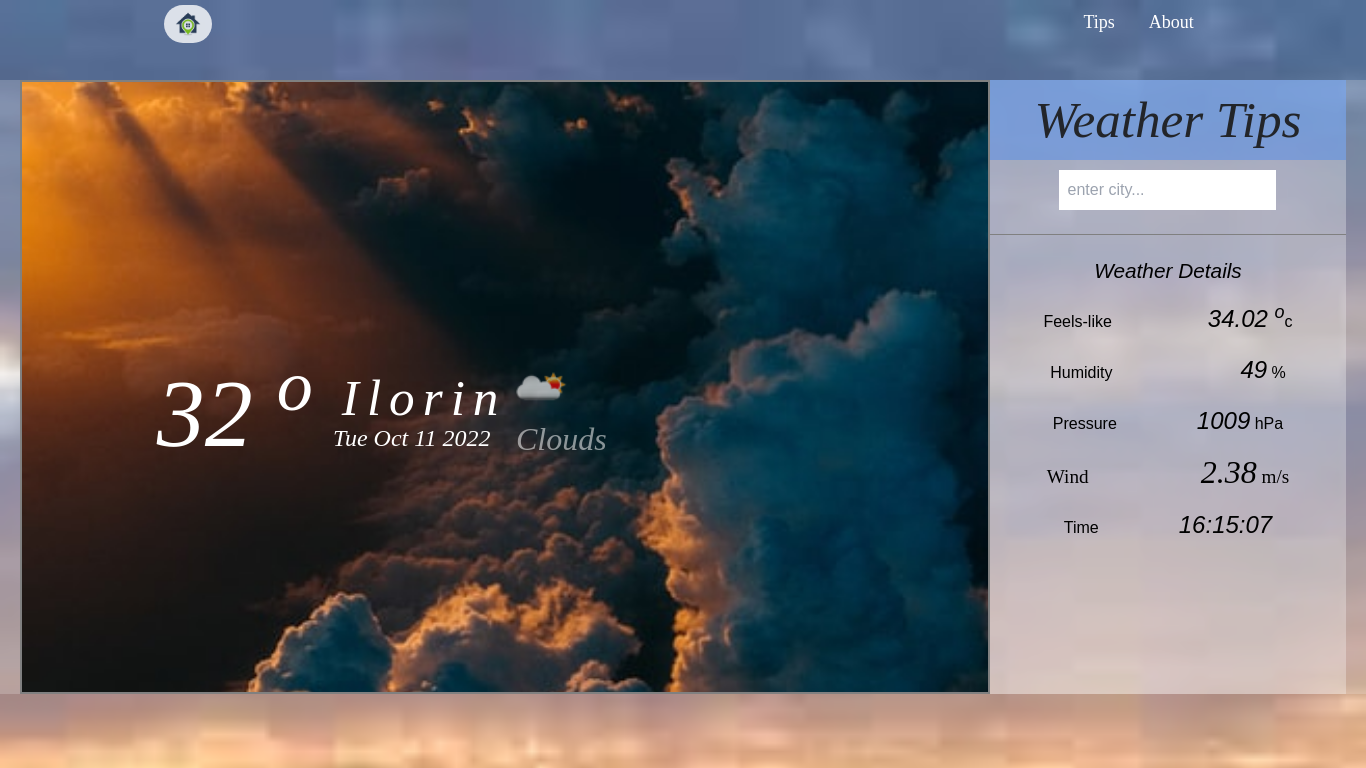 Tips About
Weather Tips
enter city...
Weather Details
Feels-like 34.02 oc
Humidity 49 %
Pressure 1009 hPa
Wind 2.38 m/s
Time 16:15:07
32 o Ilorin
Tue Oct 11 2022 Clouds